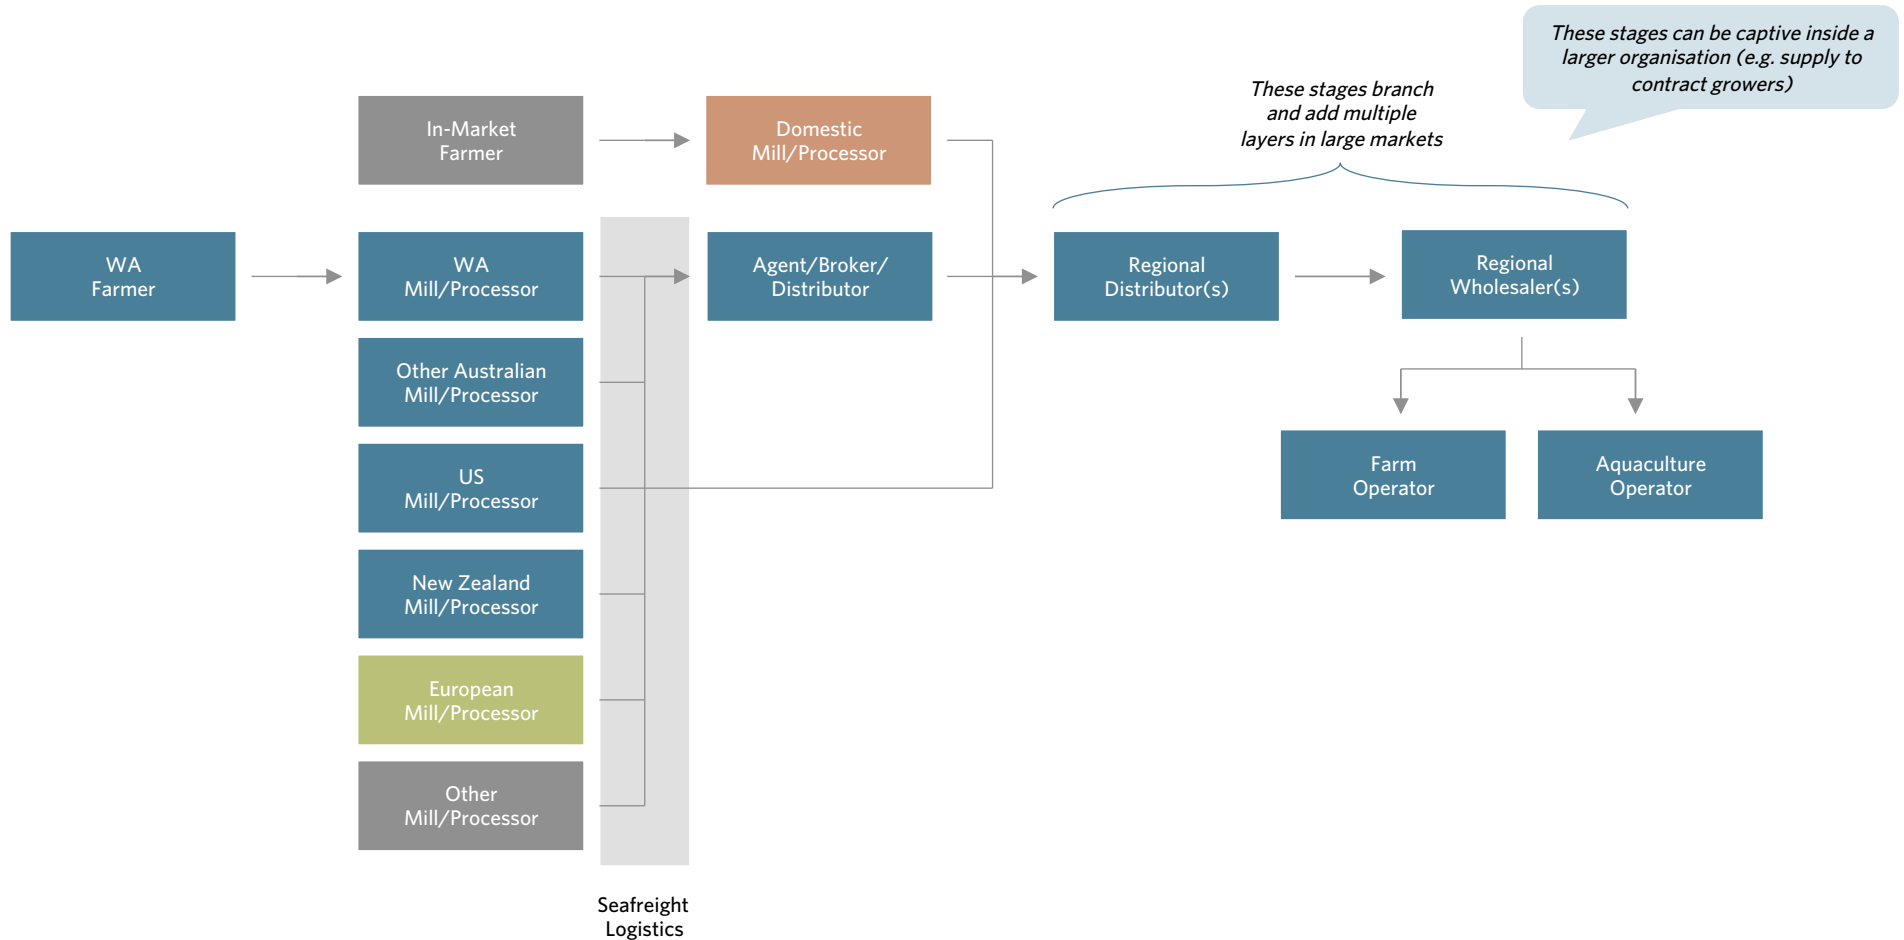 These stages can be captive inside a
larger organisation (e.g. supply to
contract growers)
These stages branch
and add multiple
layers in large markets
In-Market
Farmer
Domestic
Mill/Processor
WA
Farmer
WA
Mill/Processor
Agent/Broker/
Distributor
Regional
Distributor(s)
Regional
Wholesaler(s)
Other Australian
Mill/Processor
US
Mill/Processor
Farm
Operator
Aquaculture
Operator
New Zealand
Mill/Processor
European
Mill/Processor
Other
Mill/Processor
Seafreight
Logistics